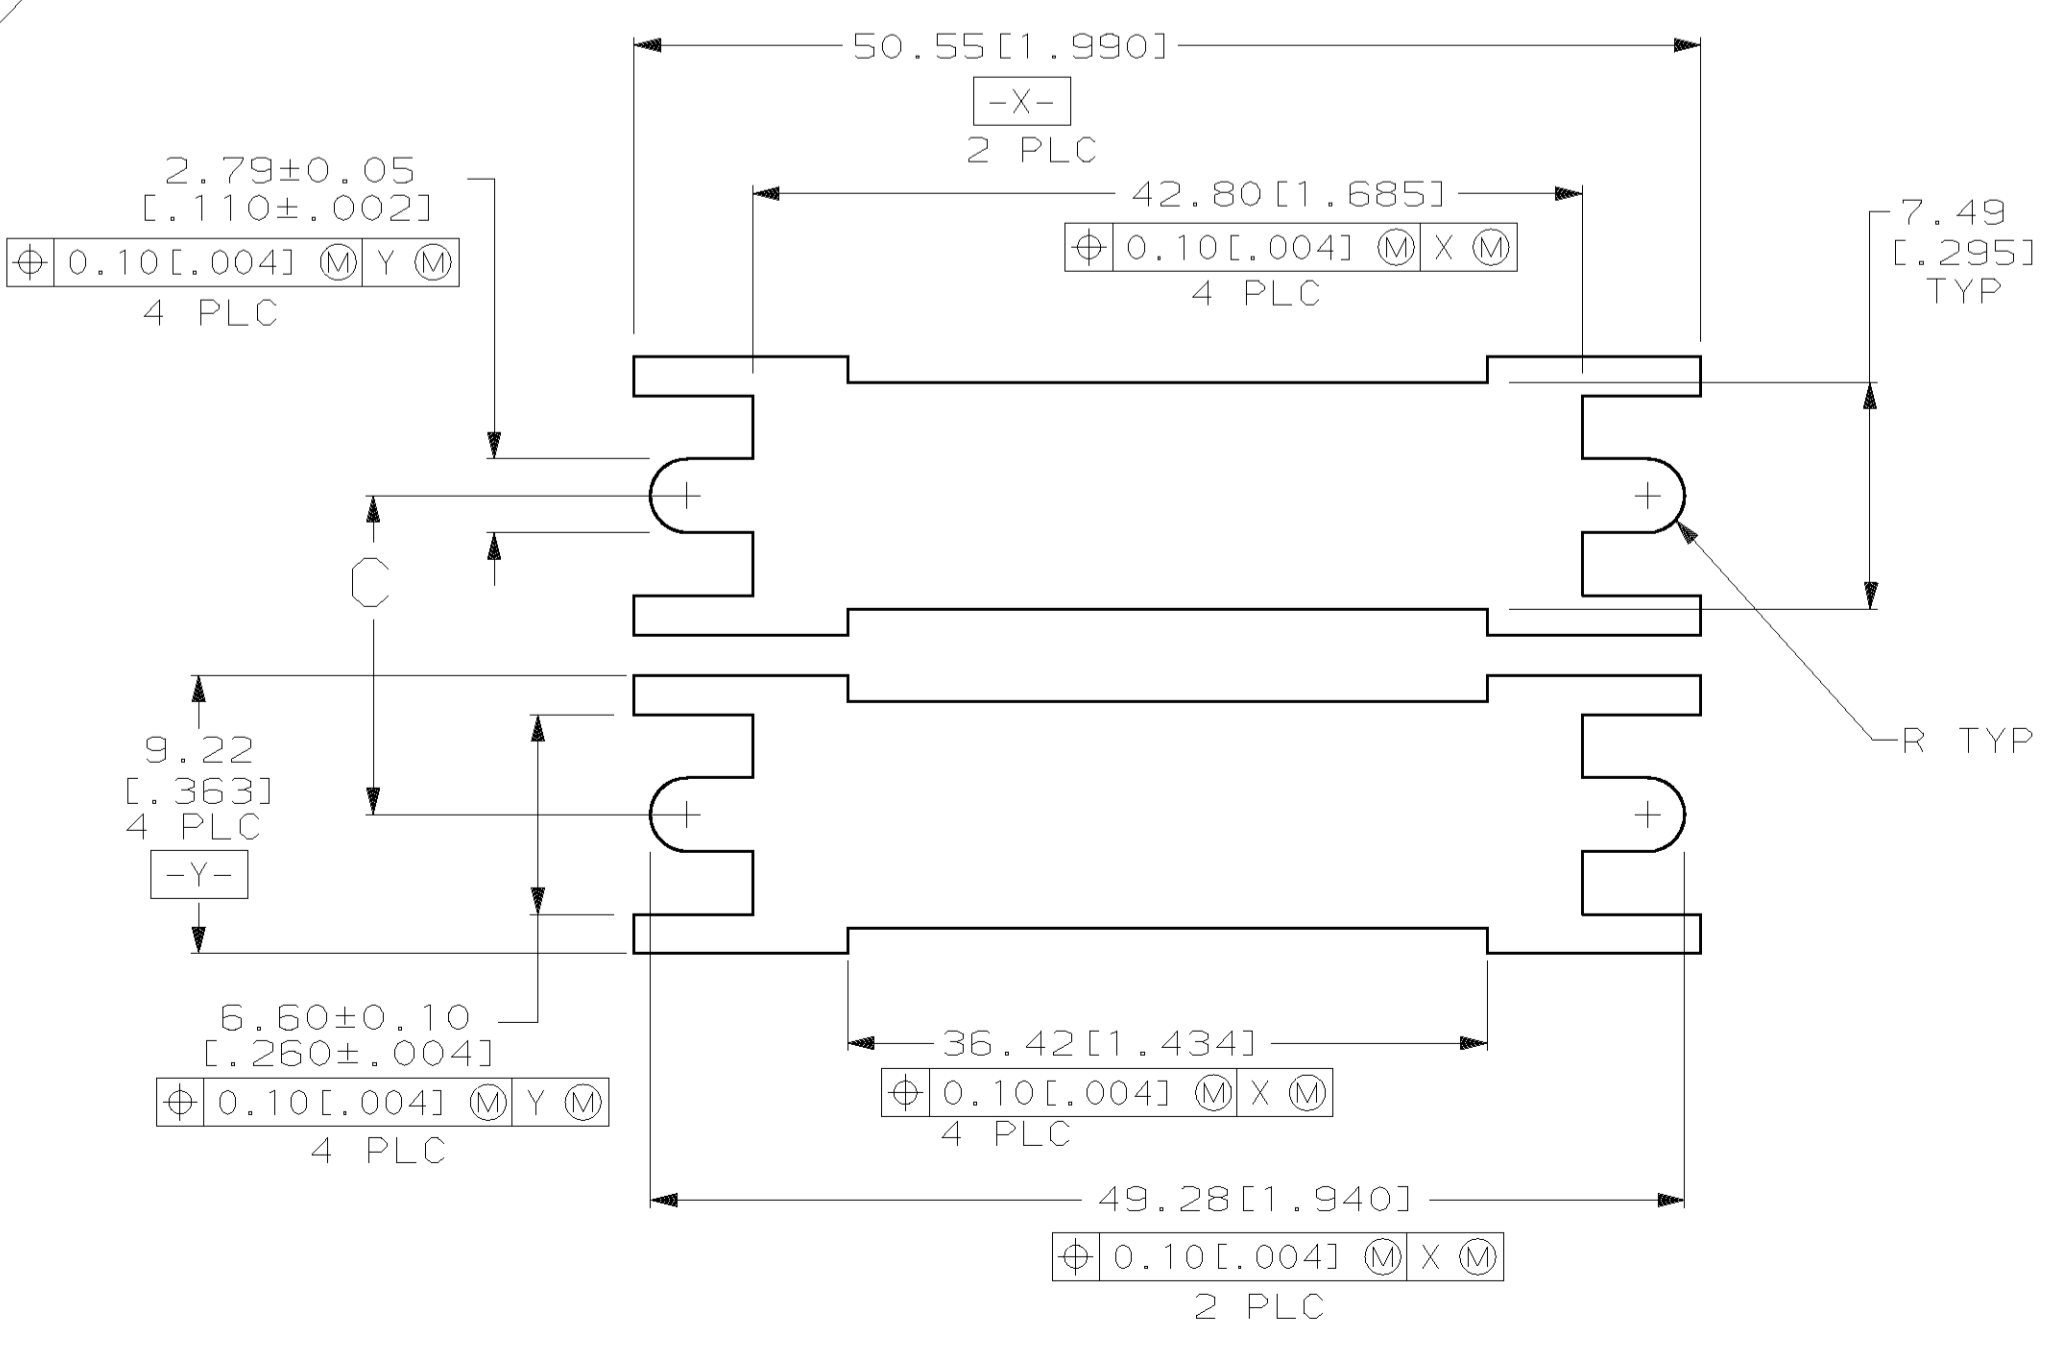 50.55[1.990]
-X-
2 PLC
2.79±0.05
[.110±.002]
⌖ 0.10[.004] Ⓜ Y Ⓜ
4 PLC
42.80[1.685]
⌖ 0.10[.004] Ⓜ X Ⓜ
4 PLC
7.49
[.295]
TYP
C
R TYP
9.22
[.363]
4 PLC
-Y-
6.60±0.10
[.260±.004]
⌖ 0.10[.004] Ⓜ Y Ⓜ
4 PLC
36.42[1.434]
⌖ 0.10[.004] Ⓜ X Ⓜ
4 PLC
49.28[1.940]
⌖ 0.10[.004] Ⓜ X Ⓜ
2 PLC